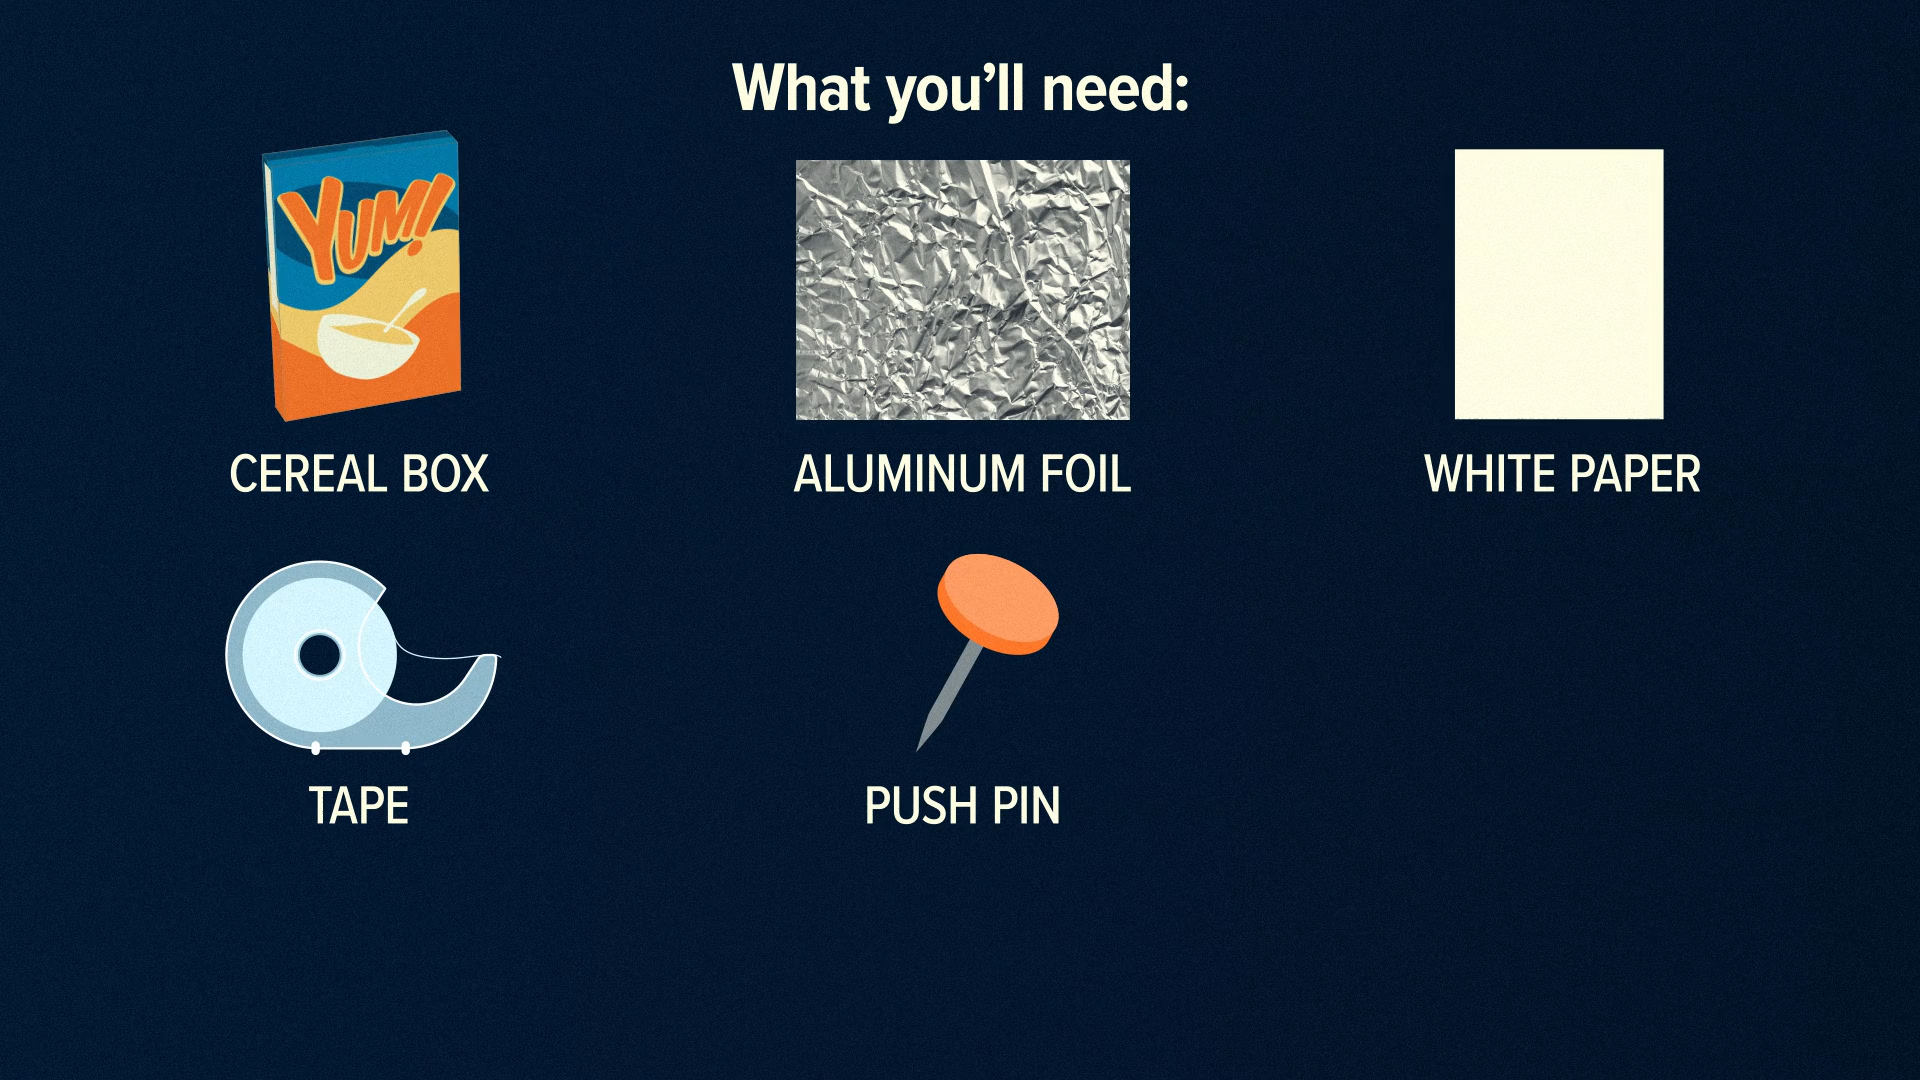 What you’ll need:
YUM!
CEREAL BOX
ALUMINUM FOIL
WHITE PAPER
TAPE
PUSH PIN